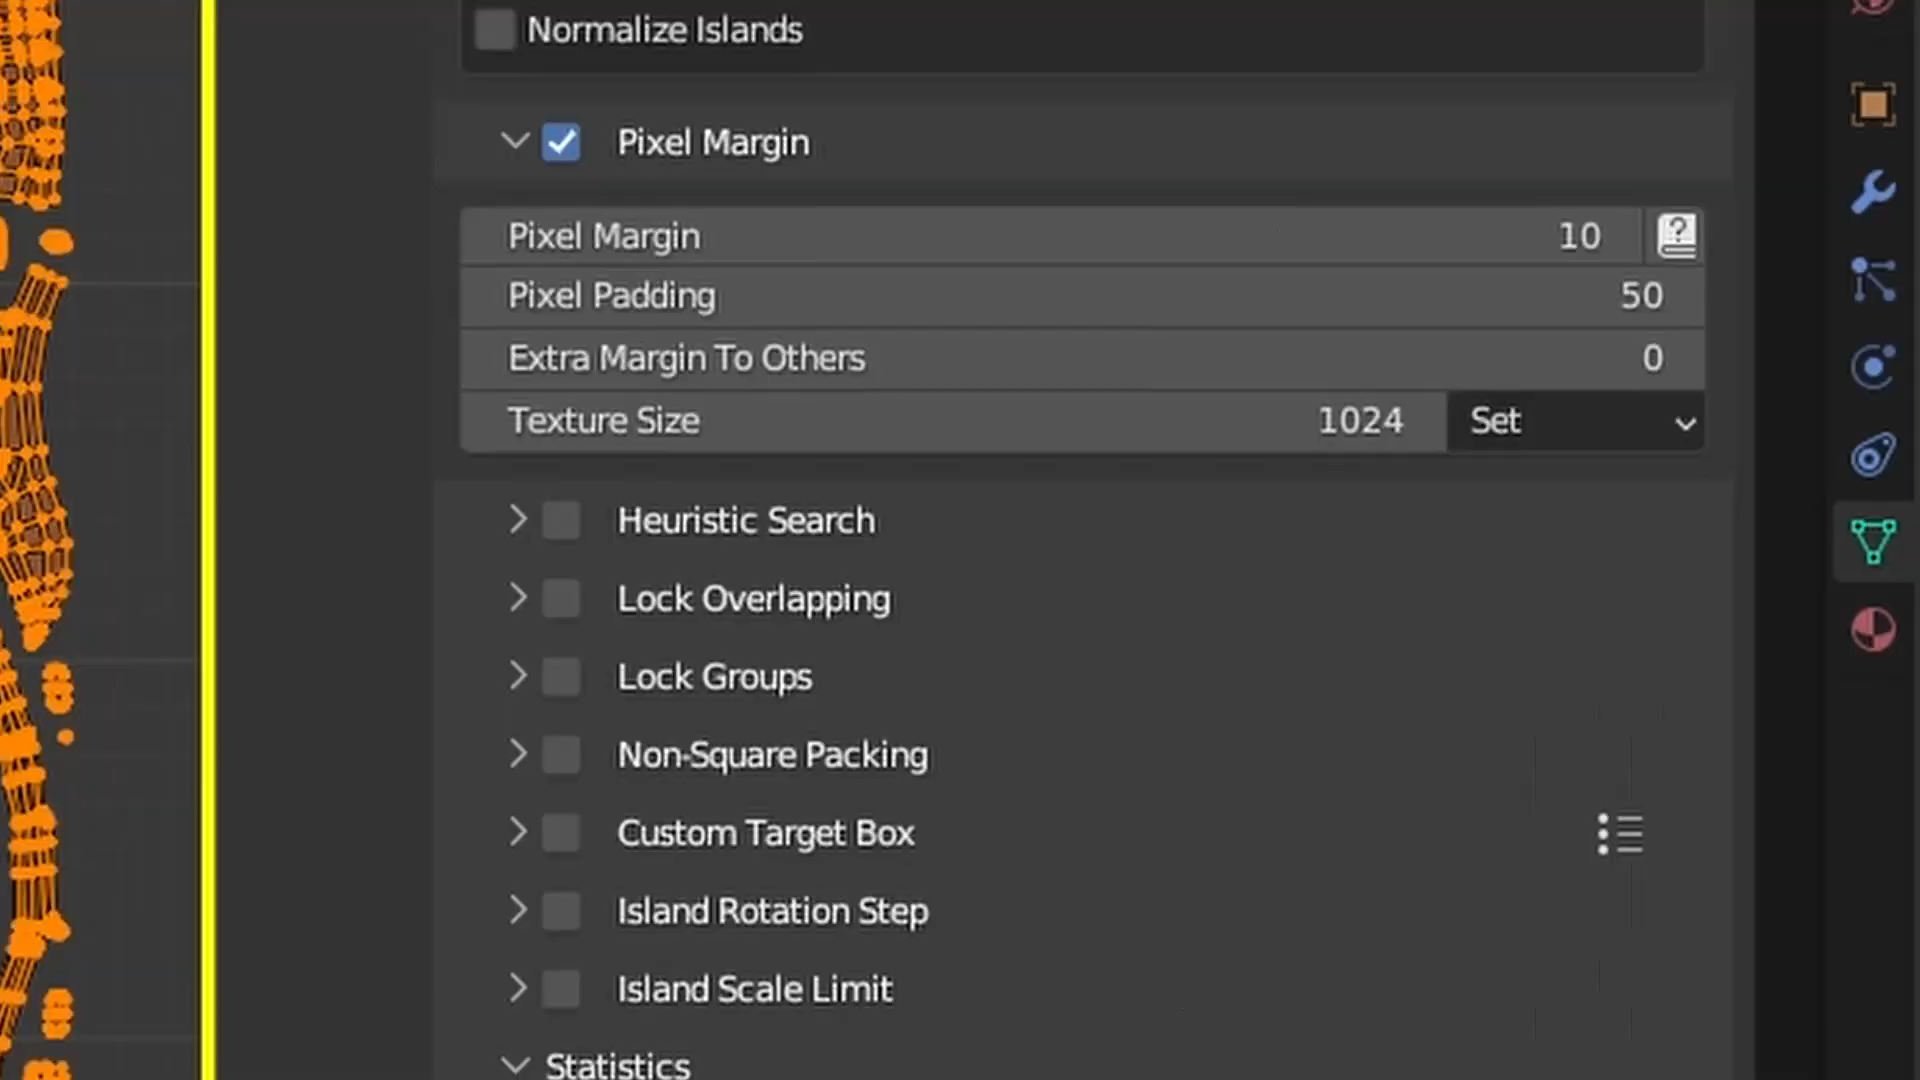 Normalize Islands
Pixel Margin
Pixel Margin 10 ?
Pixel Padding 50
Extra Margin To Others 0
Texture Size 1024 Set
Heuristic Search
Lock Overlapping
Lock Groups
Non-Square Packing
Custom Target Box
Island Rotation Step
Island Scale Limit
Statistics